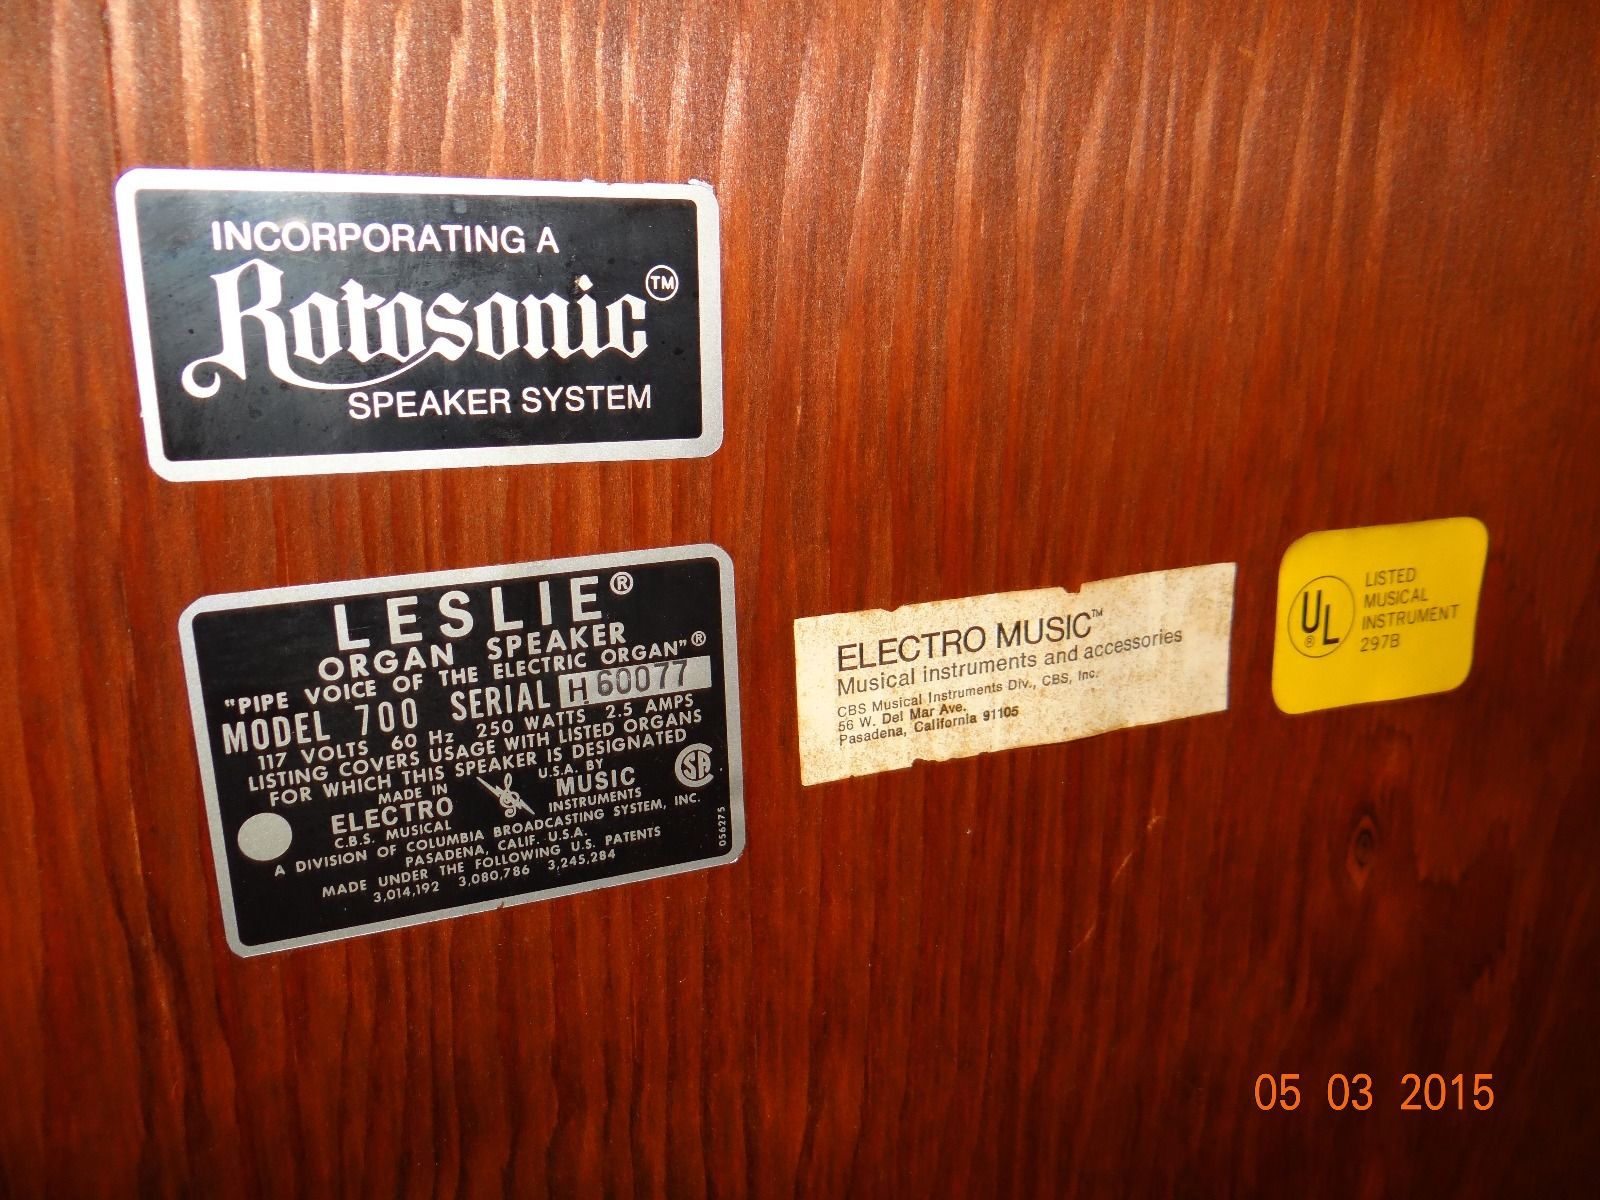 INCORPORATING A
Rotosonic™
SPEAKER SYSTEM
LESLIE®
ORGAN SPEAKER
"PIPE VOICE OF THE ELECTRIC ORGAN"®
MODEL 700 SERIAL H 60077
117 VOLTS 60 Hz 250 WATTS 2.5 AMPS
LISTING COVERS USAGE WITH LISTED ORGANS
FOR WHICH THIS SPEAKER IS DESIGNATED
MADE IN U.S.A. BY
ELECTRO MUSIC
C.B.S. MUSICAL INSTRUMENTS
A DIVISION OF COLUMBIA BROADCASTING SYSTEM, INC.
PASADENA, CALIF. U.S.A.
MADE UNDER THE FOLLOWING U.S. PATENTS
3,014,192 3,080,786 3,245,284
SA
056275
ELECTRO MUSIC™
Musical instruments and accessories
CBS Musical Instruments Div., CBS, Inc.
56 W. Del Mar Ave.
Pasadena, California 91105
UL®
LISTED
MUSICAL
INSTRUMENT
297B
05 03 2015